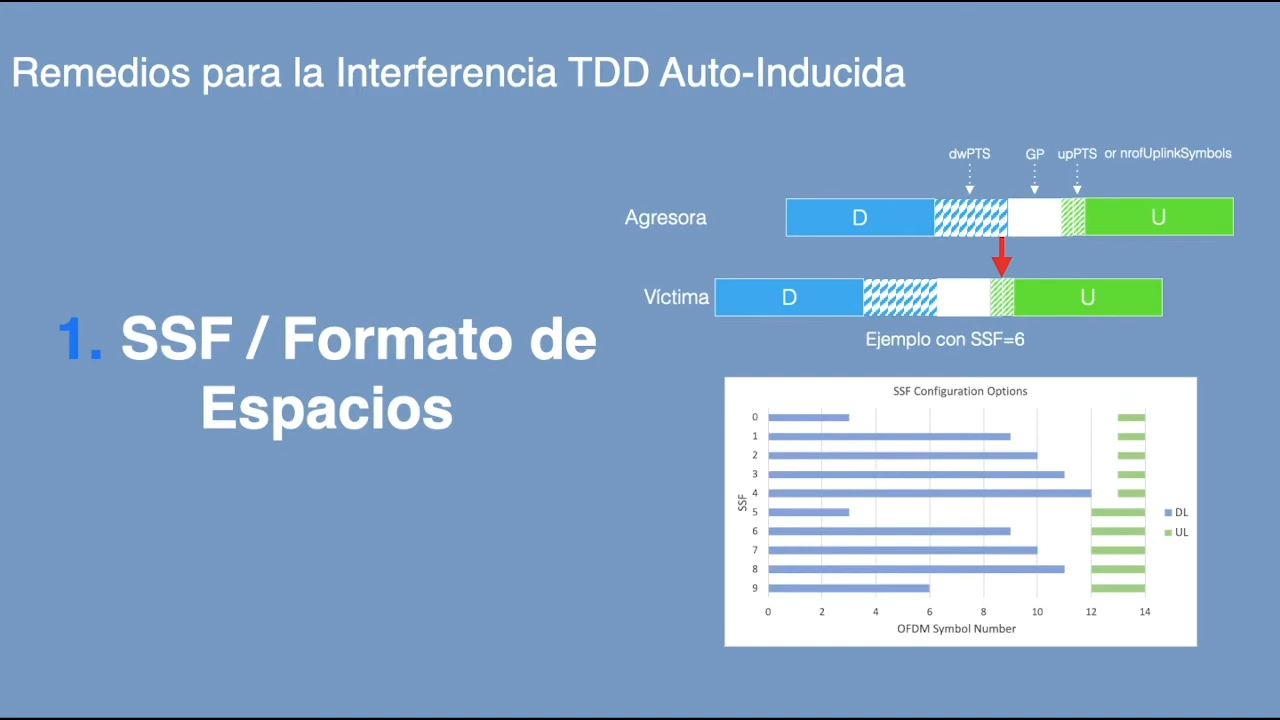 Remedios para la Interferencia TDD Auto-Inducida
dwPTS GP upPTS or nrofUplinkSymbols
Agresora D U
Víctima D U
Ejemplo con SSF=6
1. SSF / Formato de
Espacios
SSF Configuration Options
SSF
0
1
2
3
4
5
6
7
8
9
0 2 4 6 8 10 12 14
OFDM Symbol Number
DL
UL